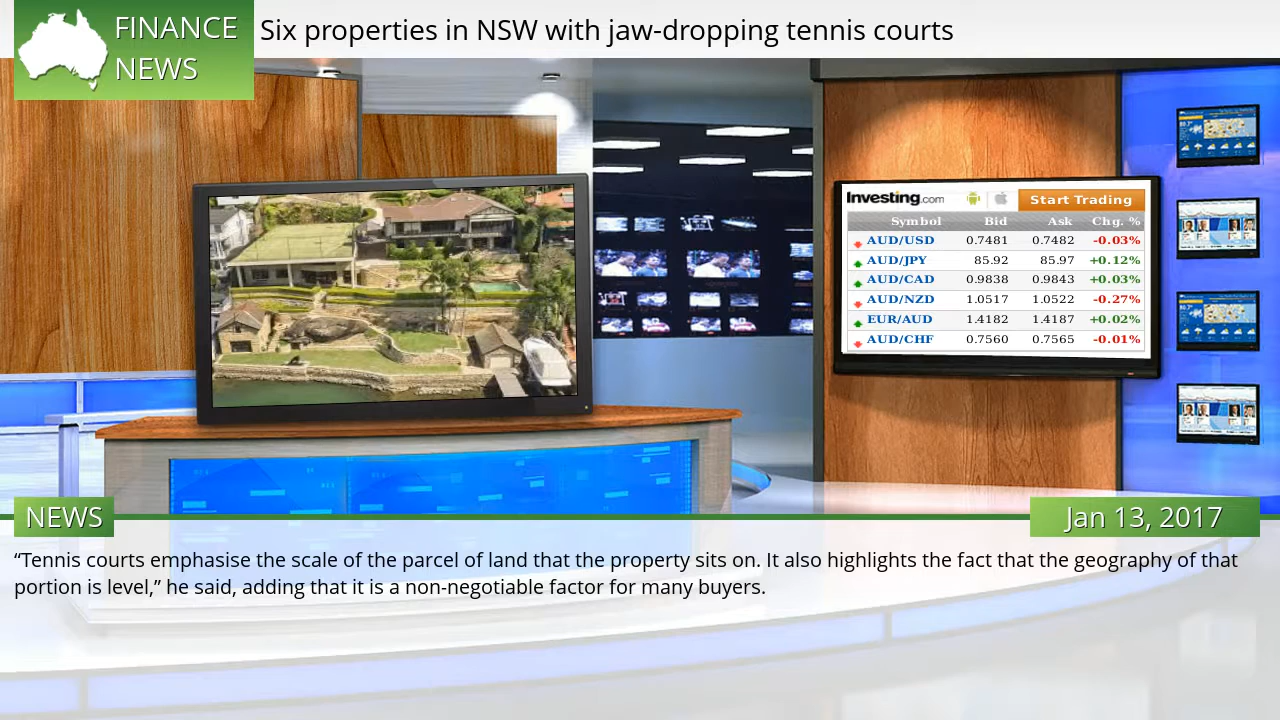 FINANCE
NEWS
Six properties in NSW with jaw-dropping tennis courts
Investing.com Start Trading
Symbol Bid Ask Chg. %
AUD/USD 0.7481 0.7482 -0.03%
AUD/JPY 85.92 85.97 +0.12%
AUD/CAD 0.9838 0.9843 +0.03%
AUD/NZD 1.0517 1.0522 -0.27%
EUR/AUD 1.4182 1.4187 +0.02%
AUD/CHF 0.7560 0.7565 -0.01%
NEWS
Jan 13, 2017
“Tennis courts emphasise the scale of the parcel of land that the property sits on. It also highlights the fact that the geography of that
portion is level,” he said, adding that it is a non-negotiable factor for many buyers.